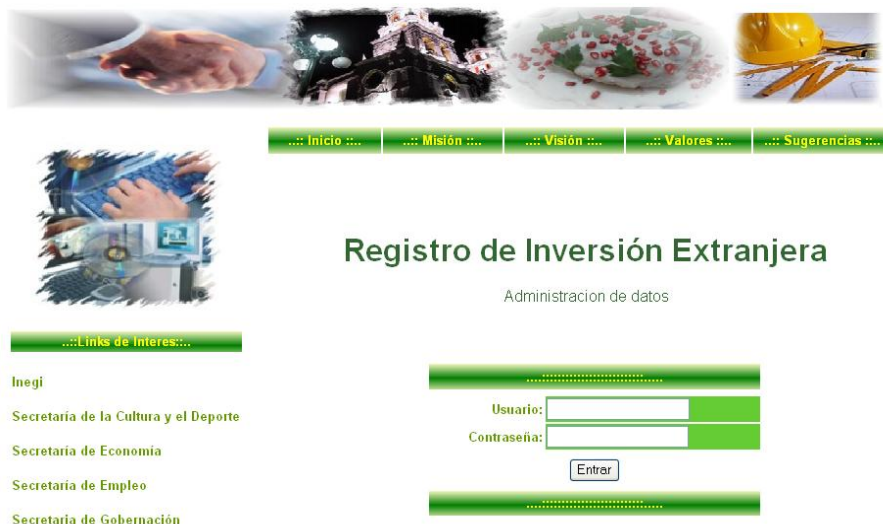 ..:: Inicio ::.. ..:: Misión ::.. ..:: Visión ::.. ..:: Valores ::.. ..:: Sugerencias ::..
Registro de Inversión Extranjera
Administracion de datos
..::Links de Interes::..
Inegi
Secretaría de la Cultura y el Deporte
Secretaría de Economía
Secretaría de Empleo
Secretaria de Gobernación
Usuario:
Contraseña:
Entrar